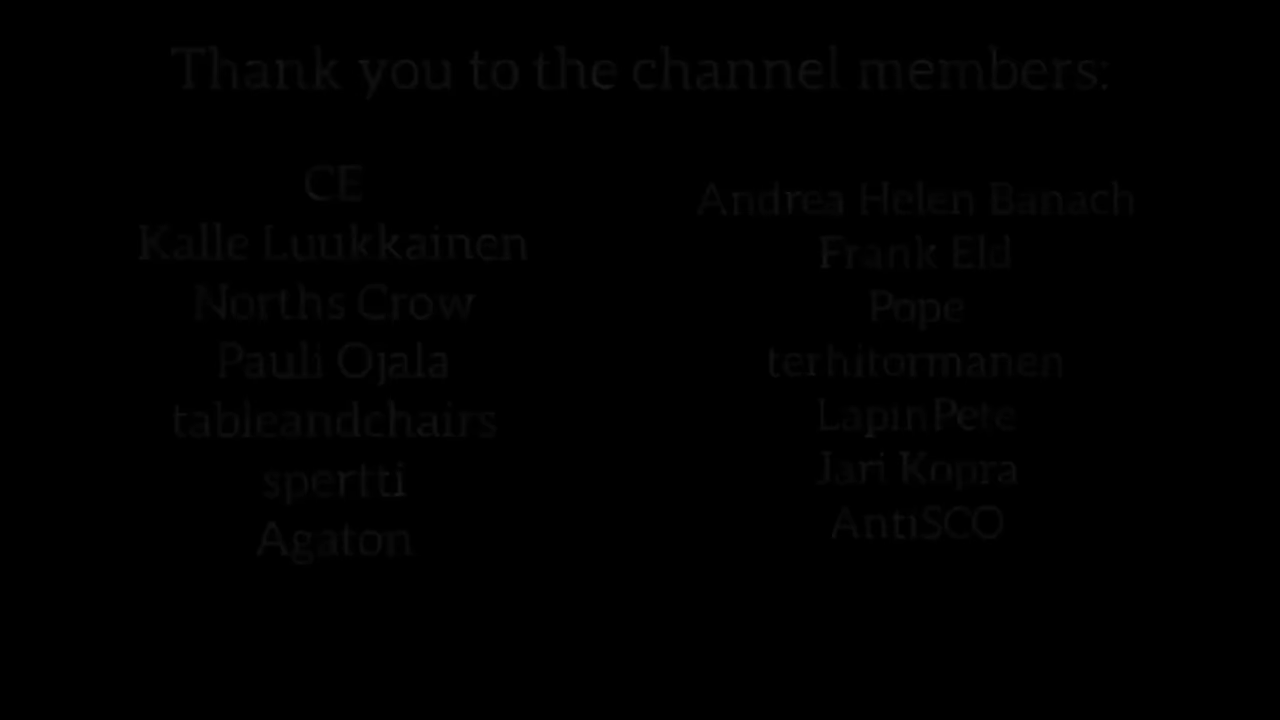 Thank you to the channel members:
CE
Kalle Luukkainen
Norths Crow
Pauli Ojala
tableandchairs
spertti
Agaton
Andrea Helen Banach
Frank Eld
Pope
terhitormanen
LapinPete
Jari Kopra
AntiSCO